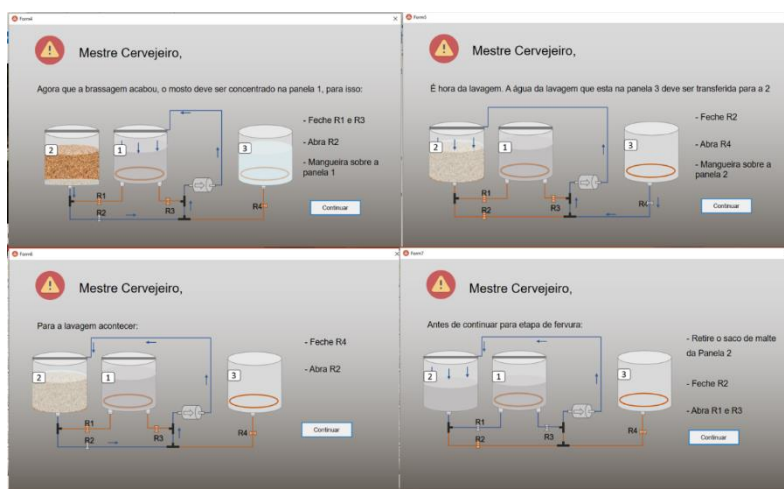 Form4
Mestre Cervejeiro,
Agora que a brassagem acabou, o mosto deve ser concentrado na panela 1, para isso:
- Feche R1 e R3
- Abra R2
- Mangueira sobre a
panela 1
2
1
3
R1
R2
R3
R4
Continuar
Form5
Mestre Cervejeiro,
É hora da lavagem. A água da lavagem que esta na panela 3 deve ser transferida para a 2
- Feche R2
- Abra R4
- Mangueira sobre a
panela 2
2
1
3
R1
R2
R3
R4
Continuar
Form6
Mestre Cervejeiro,
Para a lavagem acontecer:
- Feche R4
- Abra R2
2
1
3
R1
R2
R3
R4
Continuar
Form7
Mestre Cervejeiro,
Antes de continuar para etapa de fervura:
- Retire o saco de malte
da Panela 2
- Feche R2
- Abra R1 e R3
2
1
3
R1
R2
R3
R4
Continuar